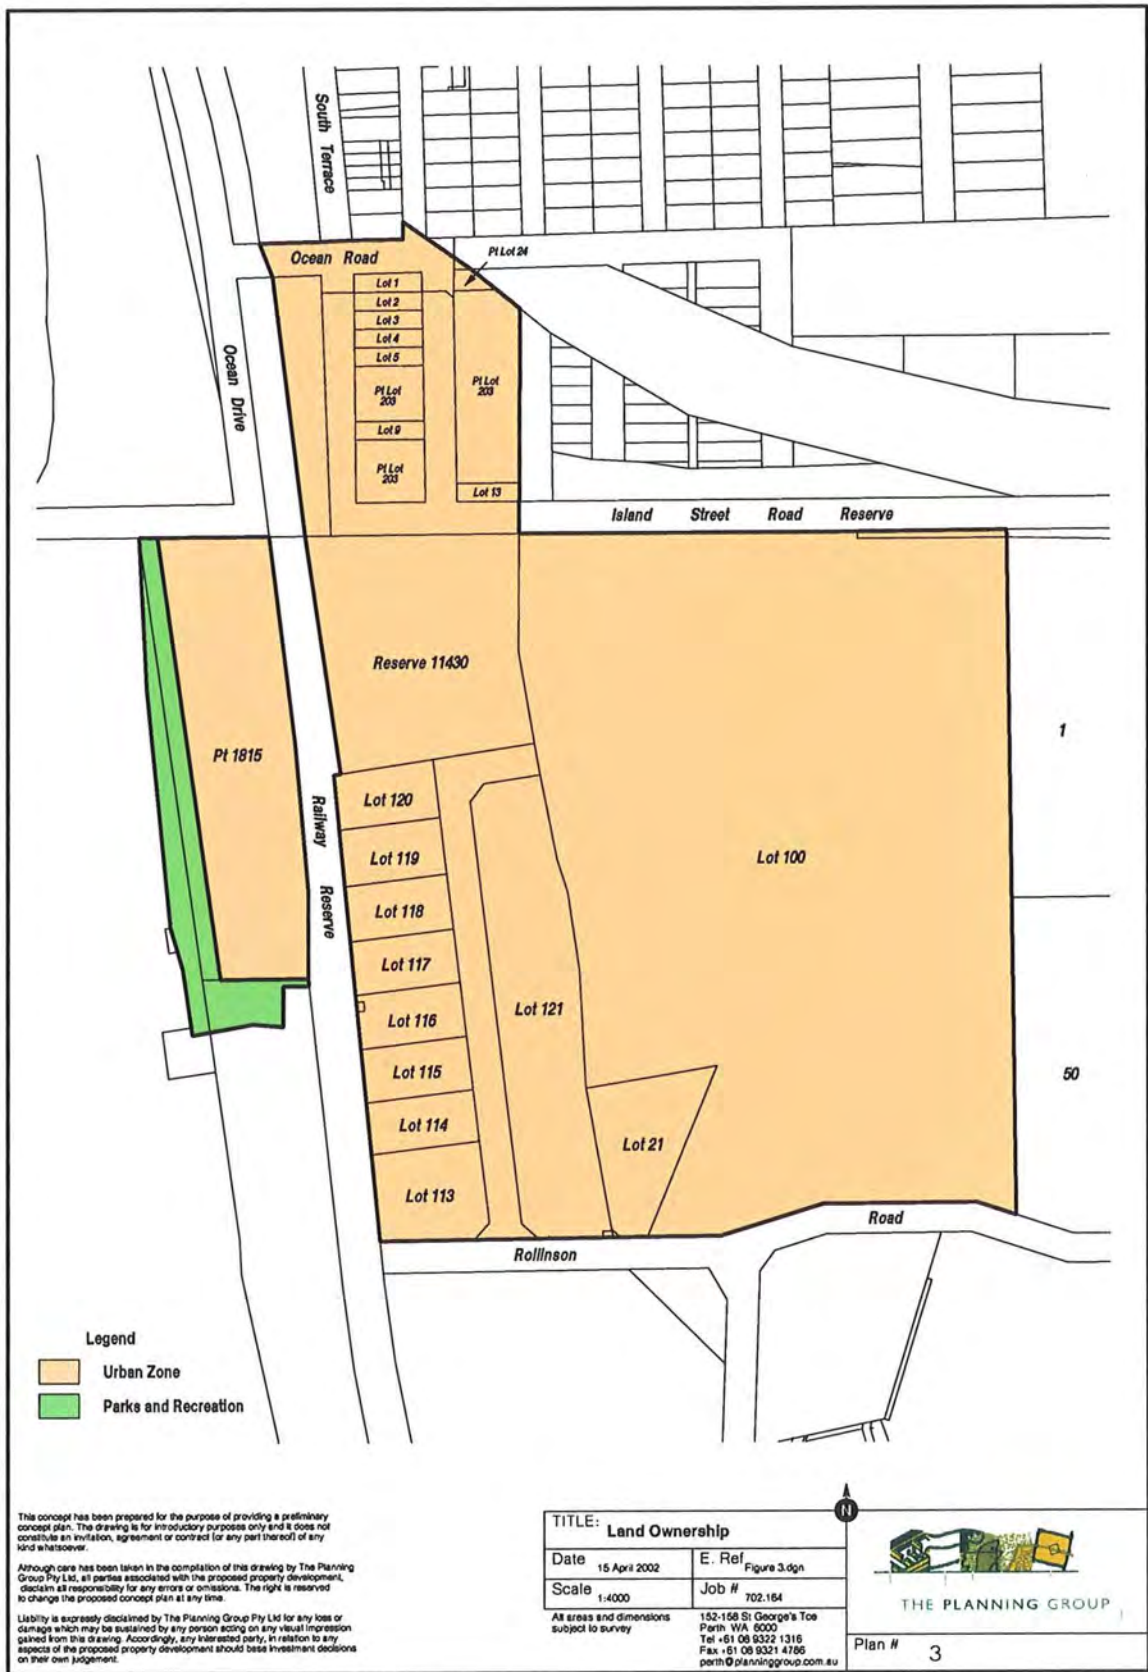 South Terrace
Ocean Road
Pt Lot 24
Lot 1
Lot 2
Lot 3
Lot 4
Lot 5
Pt Lot
203
Pt Lot
203
Lot 9
Pt Lot
203
Lot 13
Ocean Drive
Island Street Road Reserve
Reserve 11430
Pt 1815
1
Railway Reserve
Lot 120
Lot 119
Lot 118
Lot 117
Lot 116
Lot 115
Lot 114
Lot 113
Lot 121
Lot 100
Lot 21
50
Rollinson Road
Legend
Urban Zone
Parks and Recreation
This concept has been prepared for the purpose of providing a preliminary
concept plan. The drawing is for introductory purposes only and it does not
constitute an invitation, agreement or contract (or any part thereof) of any
kind whatsoever.
Although care has been taken in the compilation of this drawing by The Planning
Group Pty Ltd, all parties associated with the proposed property development,
disclaim all responsibility for any errors or omissions. The right is reserved
to change the proposed concept plan at any time.
Liability is expressly disclaimed by The Planning Group Pty Ltd for any loss or
damage which may be sustained by any person acting on any visual impression
gained from this drawing. Accordingly, any interested party, in relation to any
aspects of the proposed property development should base investment decisions
on their own judgement.
N
TITLE: Land Ownership
Date 15 April 2002
E. Ref Figure 3.dgn
Scale 1:4000
Job # 702.164
All areas and dimensions
subject to survey
152-158 St George's Tce
Perth WA 6000
Tel +61 08 9322 1316
Fax +61 08 9321 4786
perth@planninggroup.com.au
THE PLANNING GROUP
Plan # 3